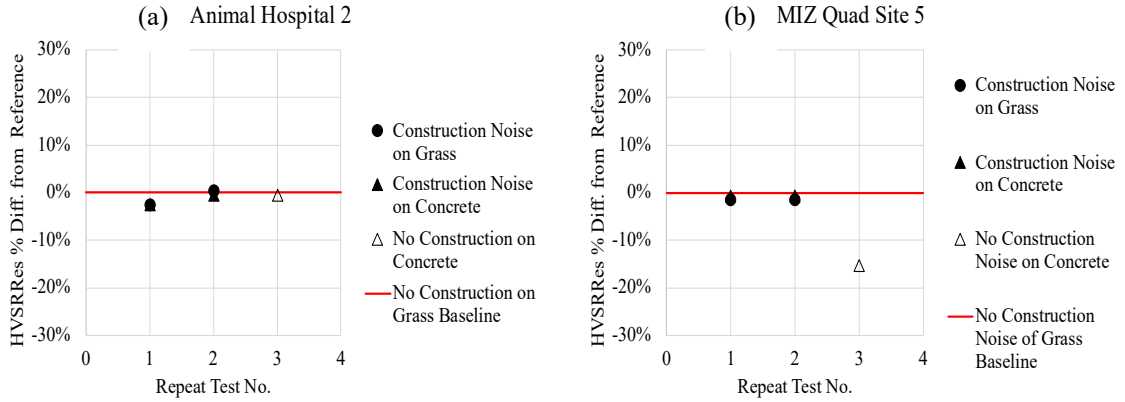 (a) Animal Hospital 2
HVSRRes % Diff. from Reference
30%
20%
10%
0%
-10%
-20%
-30%
0 1 2 3 4
Repeat Test No.
Construction Noise
on Grass
Construction Noise
on Concrete
No Construction on
Concrete
No Construction on
Grass Baseline
(b) MIZ Quad Site 5
HVSRRes % Diff. from Reference
30%
20%
10%
0%
-10%
-20%
-30%
0 1 2 3 4
Repeat Test No.
Construction Noise
on Grass
Construction Noise
on Concrete
No Construction
Noise on Concrete
No Construction
Noise of Grass
Baseline